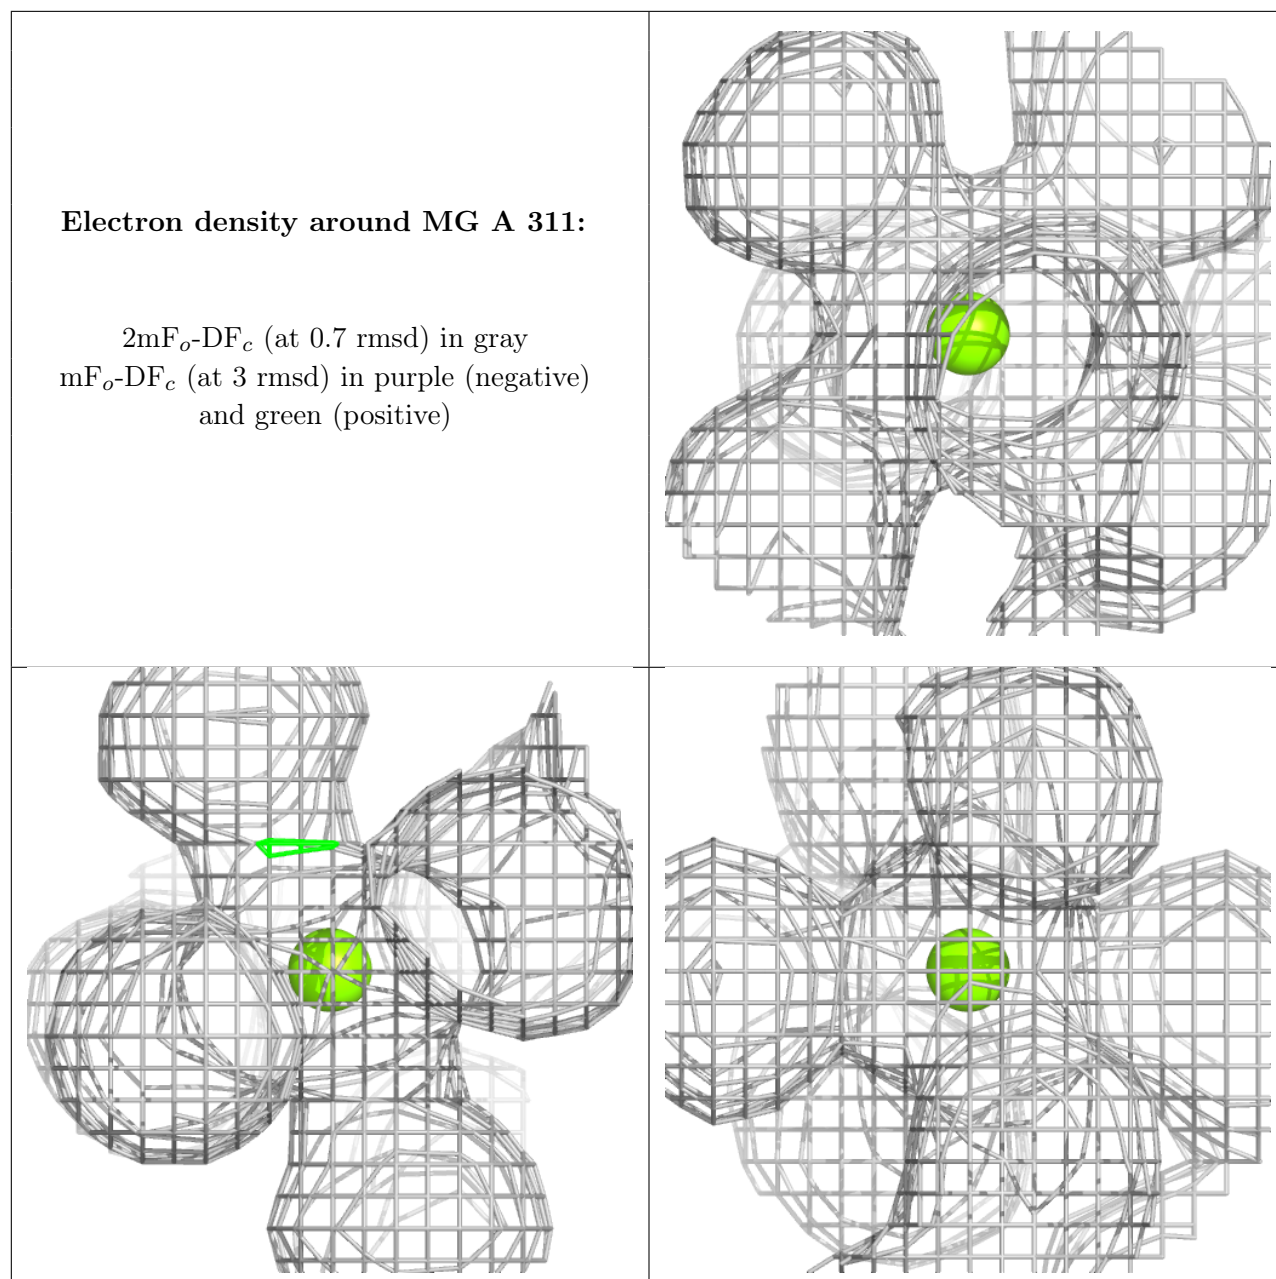 Electron density around MG A 311:
2mFo-DFc (at 0.7 rmsd) in gray
mFo-DFc (at 3 rmsd) in purple (negative)
and green (positive)